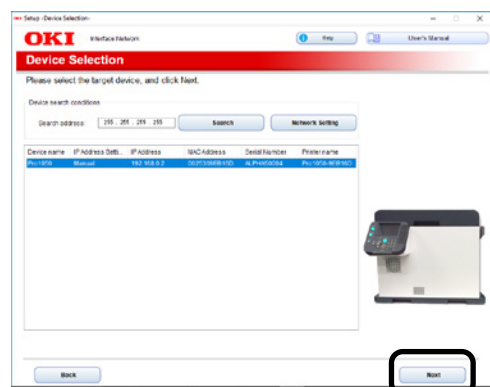 Setup -Device Selection-
OKI Interface:Network Help User's Manual
Device Selection
Please select the target device, and click Next.
Device search conditions
Search address: 255 . 255 . 255 . 255 Search Network Setting
Device name IP Address Setti... IP Address MAC Address Serial Number Printer name
Pro1050 Manual 192.168.0.2
Back Next